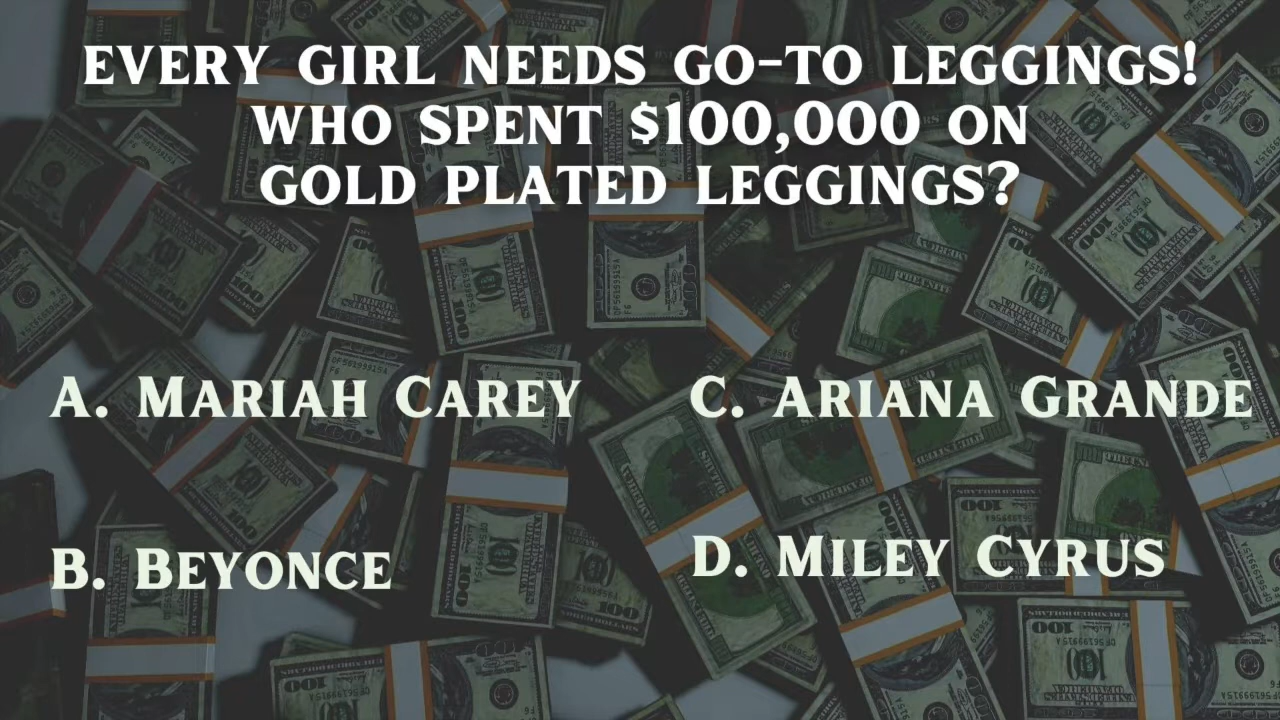 EVERY GIRL NEEDS GO-TO LEGGINGS!
WHO SPENT $100,000 ON
GOLD PLATED LEGGINGS?
A. MARIAH CAREY
C. ARIANA GRANDE
B. BEYONCE
D. MILEY CYRUS